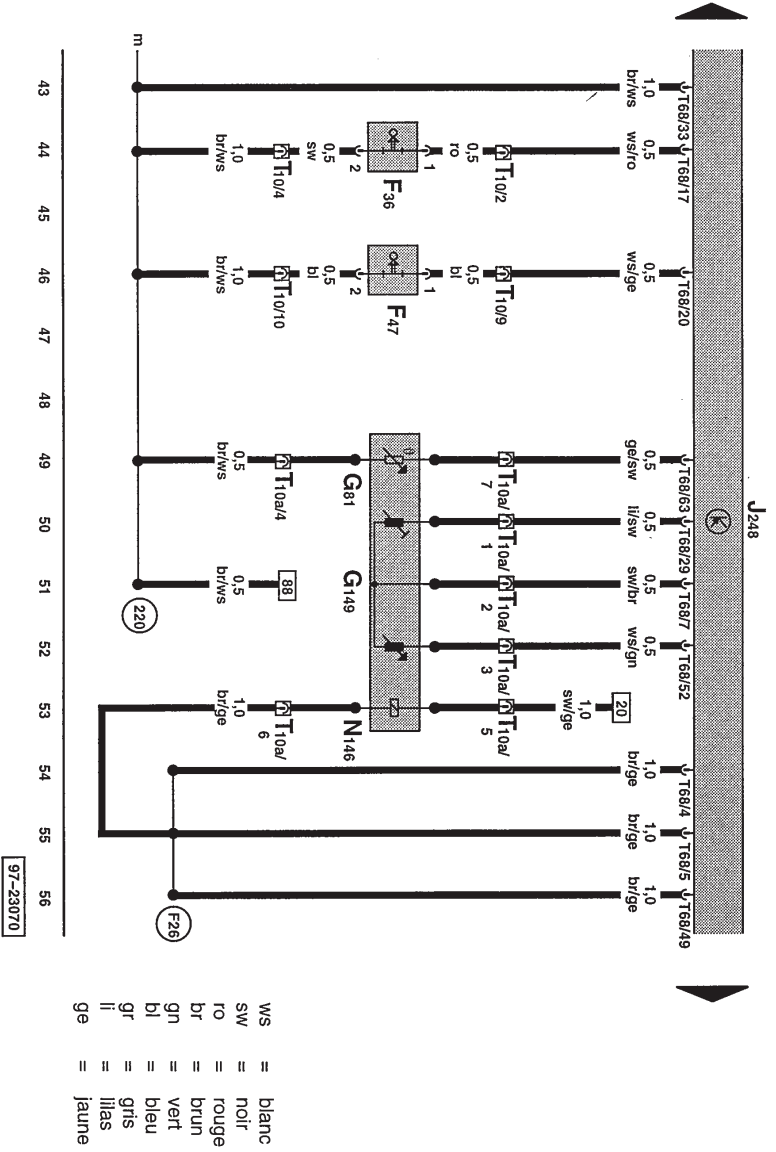 J248
K
T68/33 T68/17 T68/20 T68/63 T68/29 T68/7 T68/52 T68/4 T68/5 T68/49
1,0 0,5 0,5 0,5 0,5 0,5 0,5 1,0 1,0 1,0
br/ws ws/ro ws/ge ge/sw li/sw sw/br ws/gn br/ge br/ge br/ge
20
1,0
sw/ge
T10/2 T10/9 T10a/ T10a/ T10a/ T10a/ T10a/
7 1 2 3 5
0,5 0,5
ro bl
1 1
F36 F47
2 2
G81 G149 N146
0,5 0,5
sw bl
T10/4 T10/10 T10a/4 88 T10a/
6
1,0 1,0 0,5 0,5 1,0
br/ws br/ws br/ws br/ws br/ge
F26
m 220
43 44 45 46 47 48 49 50 51 52 53 54 55 56
97-23070
ws = blanc
sw = noir
ro = rouge
br = brun
gn = vert
bl = bleu
gr = gris
li = lilas
ge = jaune